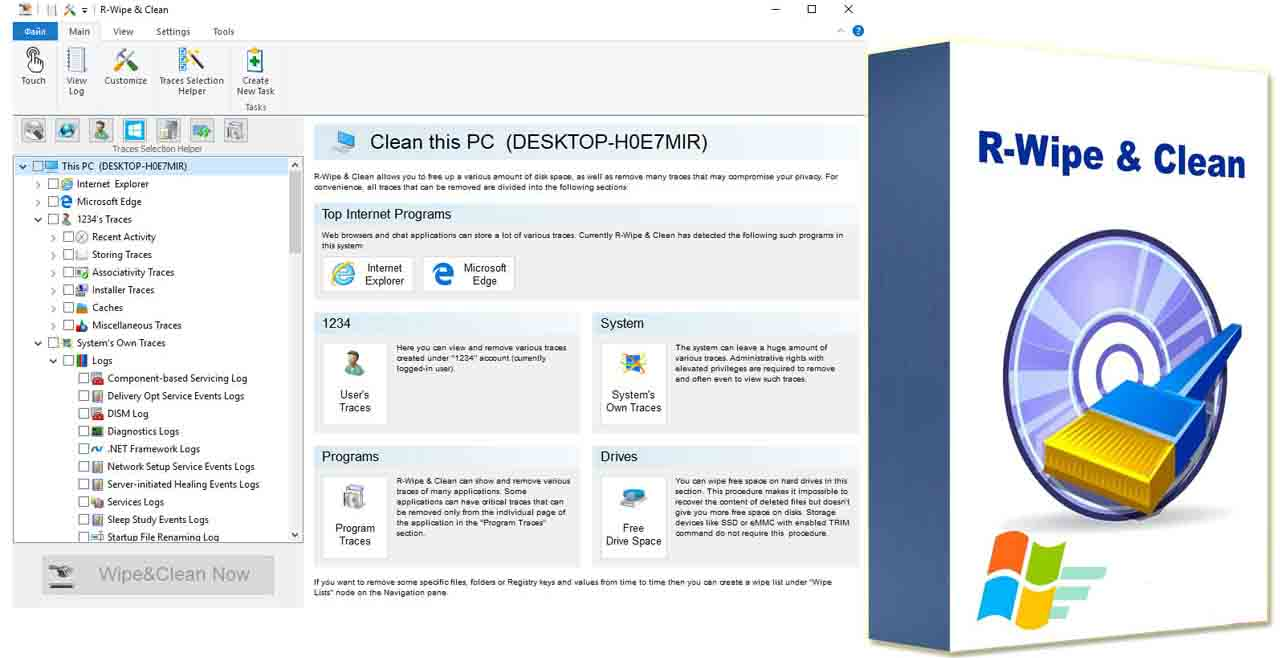 R-Wipe & Clean
Файл
Main
View
Settings
Tools
Touch
View
Log
Customize
Traces Selection
Helper
Create
New Task
Tasks
Traces Selection Helper
This PC (DESKTOP-H0E7MIR)
Internet Explorer
Microsoft Edge
1234's Traces
Recent Activity
Storing Traces
Associativity Traces
Installer Traces
Caches
Miscellaneous Traces
System's Own Traces
Logs
Component-based Servicing Log
Delivery Opt Service Events Logs
DISM Log
Diagnostics Logs
.NET Framework Logs
Network Setup Service Events Logs
Server-initiated Healing Events Logs
Services Logs
Sleep Study Events Logs
Startup File Renaming Log
Wipe&Clean Now
Clean this PC (DESKTOP-H0E7MIR)
R-Wipe & Clean allows you to free up a various amount of disk space, as well as remove many traces that may compromise your privacy. For
convenience, all traces that can be removed are divided into the following sections
Top Internet Programs
Web browsers and chat applications can store a lot of various traces. Currently R-Wipe & Clean has detected the following such programs in
this system:
Internet
Explorer
Microsoft
Edge
1234
Here you can view and remove various traces
created under "1234" account (currently
logged-in user).
User's
Traces
System
The system can leave a huge amount of
various traces. Administrative rights with
elevated privileges are required to remove
and often even to view such traces.
System's
Own Traces
Programs
R-Wipe & Clean can show and remove various
traces of many applications. Some
applications can have critical traces that can
be removed only from the individual page of
the application in the "Program Traces"
section.
Program
Traces
Drives
You can wipe free space on hard drives in this
section. This procedure makes it impossible to
recover the content of deleted files but doesn't
give you more free space on disks. Storage
devices like SSD or eMMC with enabled TRIM
command do not require this procedure.
Free
Drive Space
If you want to remove some specific files, folders or Registry keys and values from time to time then you can create a wipe list under "Wipe
Lists" node on the Navigation pane.
R-Wipe & Clean